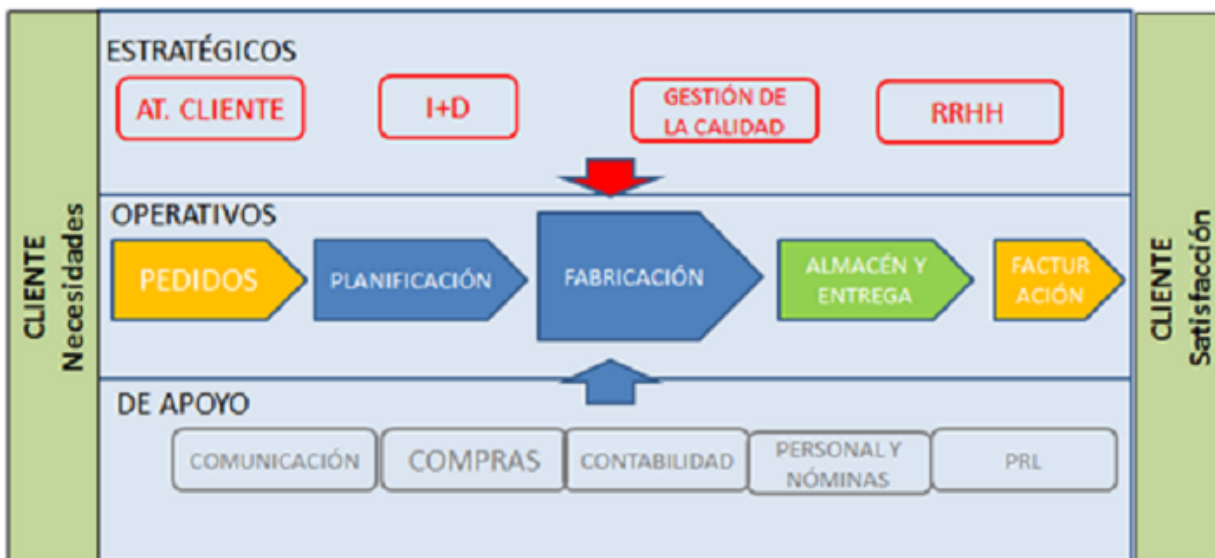 CLIENTE
Necesidades
ESTRATÉGICOS
AT. CLIENTE
I+D
GESTIÓN DE
LA CALIDAD
RRHH
OPERATIVOS
PEDIDOS
PLANIFICACIÓN
FABRICACIÓN
ALMACÉN Y
ENTREGA
FACTUR
ACIÓN
DE APOYO
COMUNICACIÓN
COMPRAS
CONTABILIDAD
PERSONAL Y
NÓMINAS
PRL
CLIENTE
Satisfacción